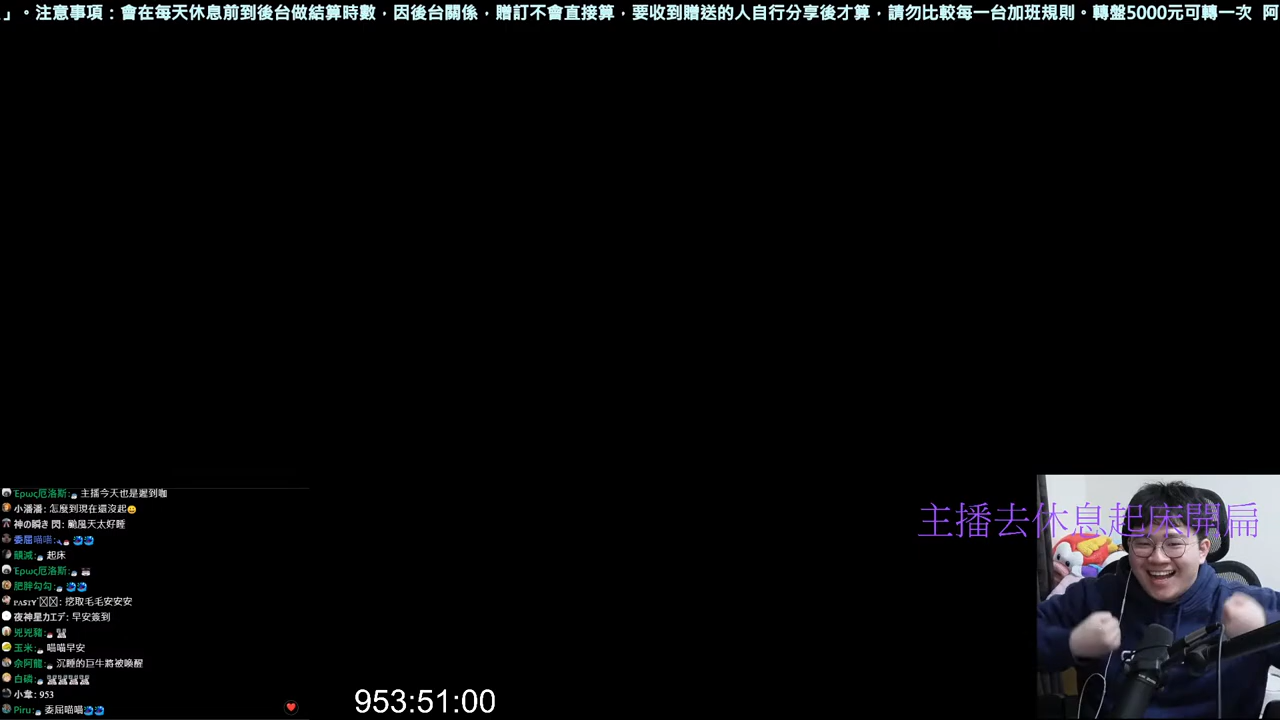 」。注意事項：會在每天休息前到後台做結算時數，因後台關係，贈訂不會直接算，要收到贈送的人自行分享後才算，請勿比較每一台加班規則。轉盤5000元可轉一次 阿
主播去休息起床開扁
Έρως厄洛斯: 主播今天也是遲到咖
小潘潘: 怎麼到現在還沒起
神の瞬き 閃: 颱風天太好睡
委屈喵喵:
饋減: 起床
Έρως厄洛斯:
肥胖勾勾:
ᴘᴀsᴛʏ: 挖取毛毛安安安
夜神星カエデ: 早安簽到
兇兇豬:
玉米: 喵喵早安
佘阿龍: 沉睡的巨牛將被喚醒
白磷:
小韋: 953
Piru: 委屈喵喵
953:51:00